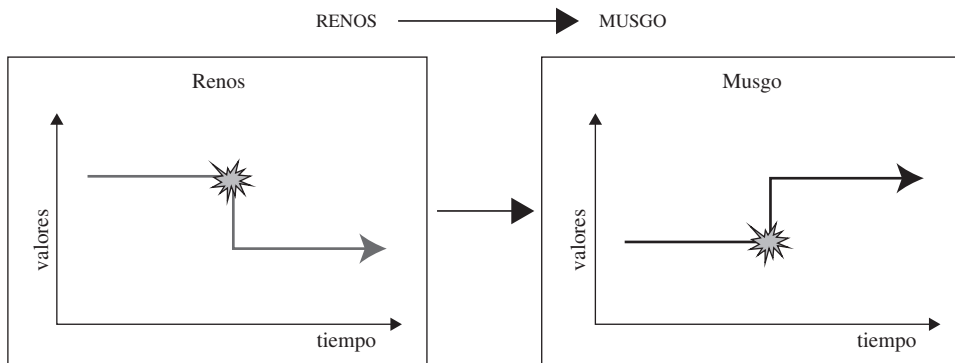 RENOS MUSGO
Renos
valores
tiempo
Musgo
valores
tiempo